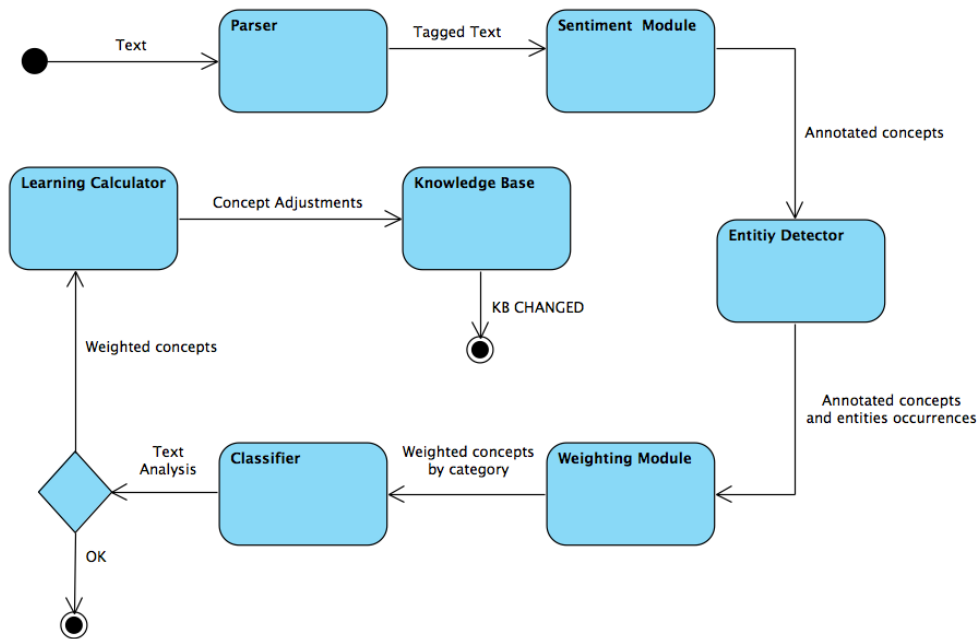 Parser
Text
Tagged Text
Sentiment  Module
Annotated concepts
Learning Calculator
Concept Adjustments
Knowledge Base
Entitiy Detector
KB CHANGED
Weighted concepts
Annotated concepts
and entities occurrences
Text
Analysis
Classifier
Weighted concepts
by category
Weighting Module
OK